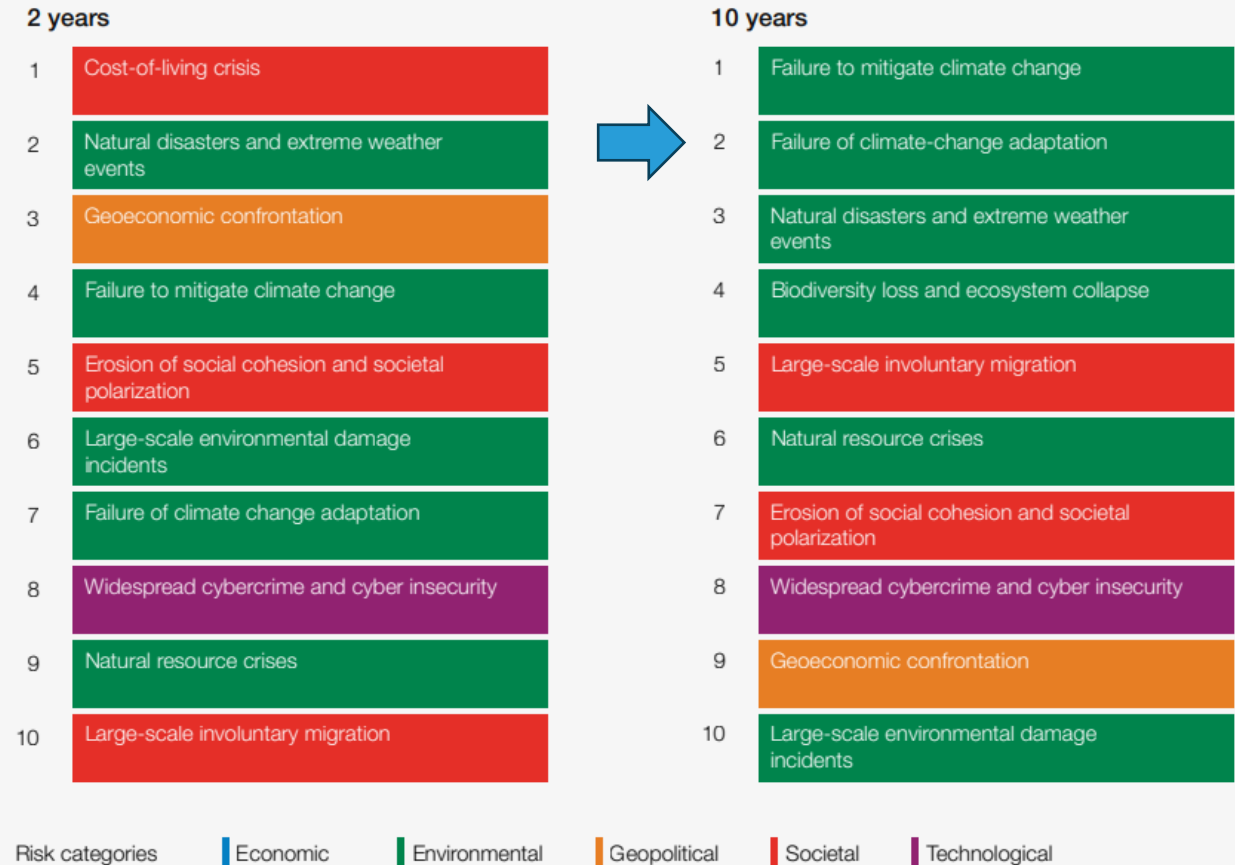 2 years
1
Cost-of-living crisis
2
Natural disasters and extreme weather
events
3
Geoeconomic confrontation
4
Failure to mitigate climate change
5
Erosion of social cohesion and societal
polarization
6
Large-scale environmental damage
incidents
7
Failure of climate change adaptation
8
Widespread cybercrime and cyber insecurity
9
Natural resource crises
10
Large-scale involuntary migration
10 years
1
Failure to mitigate climate change
2
Failure of climate-change adaptation
3
Natural disasters and extreme weather
events
4
Biodiversity loss and ecosystem collapse
5
Large-scale involuntary migration
6
Natural resource crises
7
Erosion of social cohesion and societal
polarization
8
Widespread cybercrime and cyber insecurity
9
Geoeconomic confrontation
10
Large-scale environmental damage
incidents
Risk categories Economic Environmental Geopolitical Societal Technological